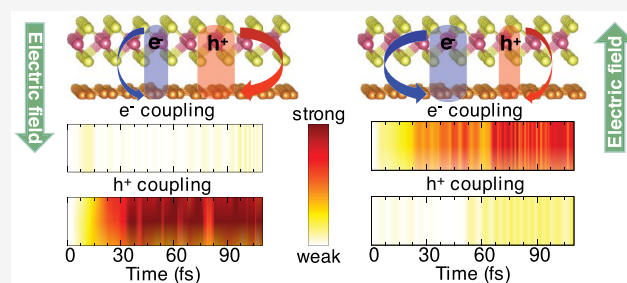 Electric field
e⁻
h⁺
e⁻ coupling
h⁺ coupling
0 30 60 90
Time (fs)
strong
weak
e⁻
h⁺
e⁻ coupling
h⁺ coupling
0 30 60 90
Time (fs)
Electric field